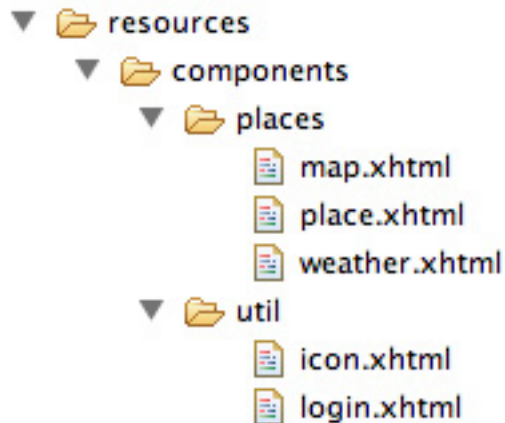 resources
components
places
map.xhtml
place.xhtml
weather.xhtml
util
icon.xhtml
login.xhtml